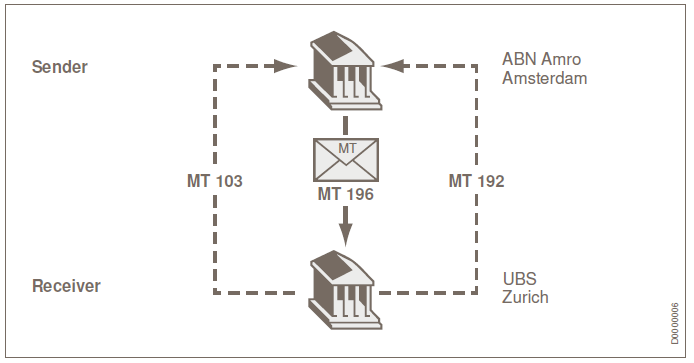 Sender
ABN Amro
Amsterdam
MT
MT 103
MT 196
MT 192
Receiver
UBS
Zurich
D0000006